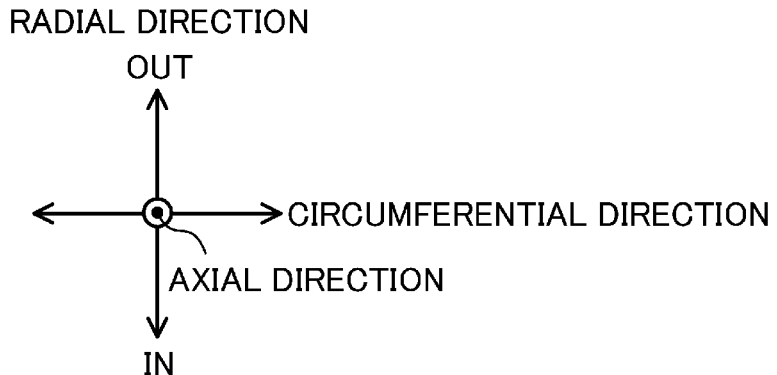 RADIAL DIRECTION
OUT
CIRCUMFERENTIAL DIRECTION
AXIAL DIRECTION
IN